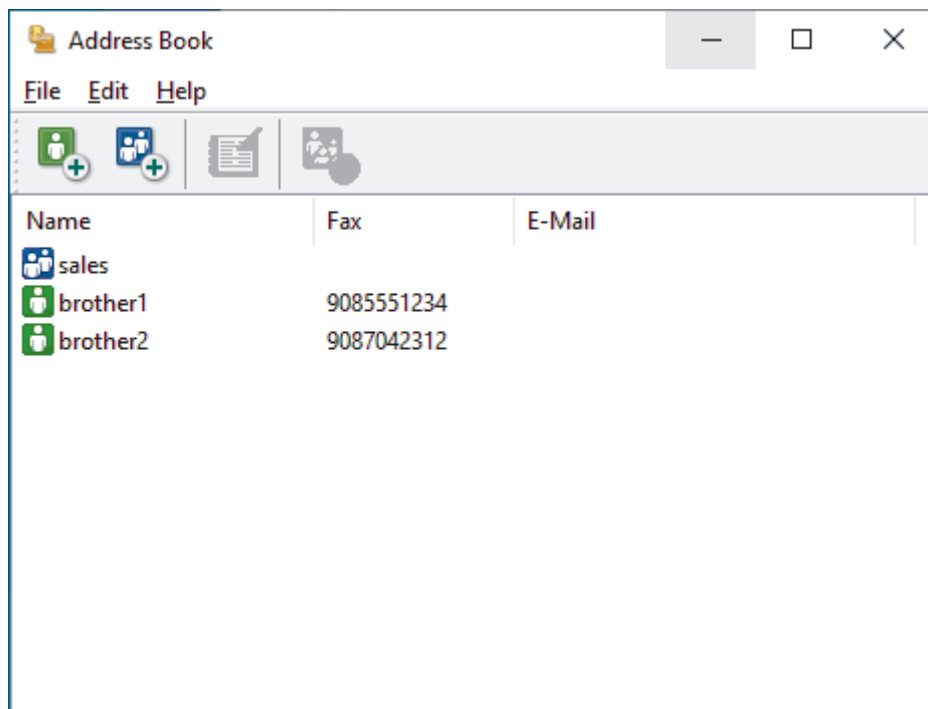 Address Book
File Edit Help
Name Fax E-Mail
sales
brother1 9085551234
brother2 9087042312